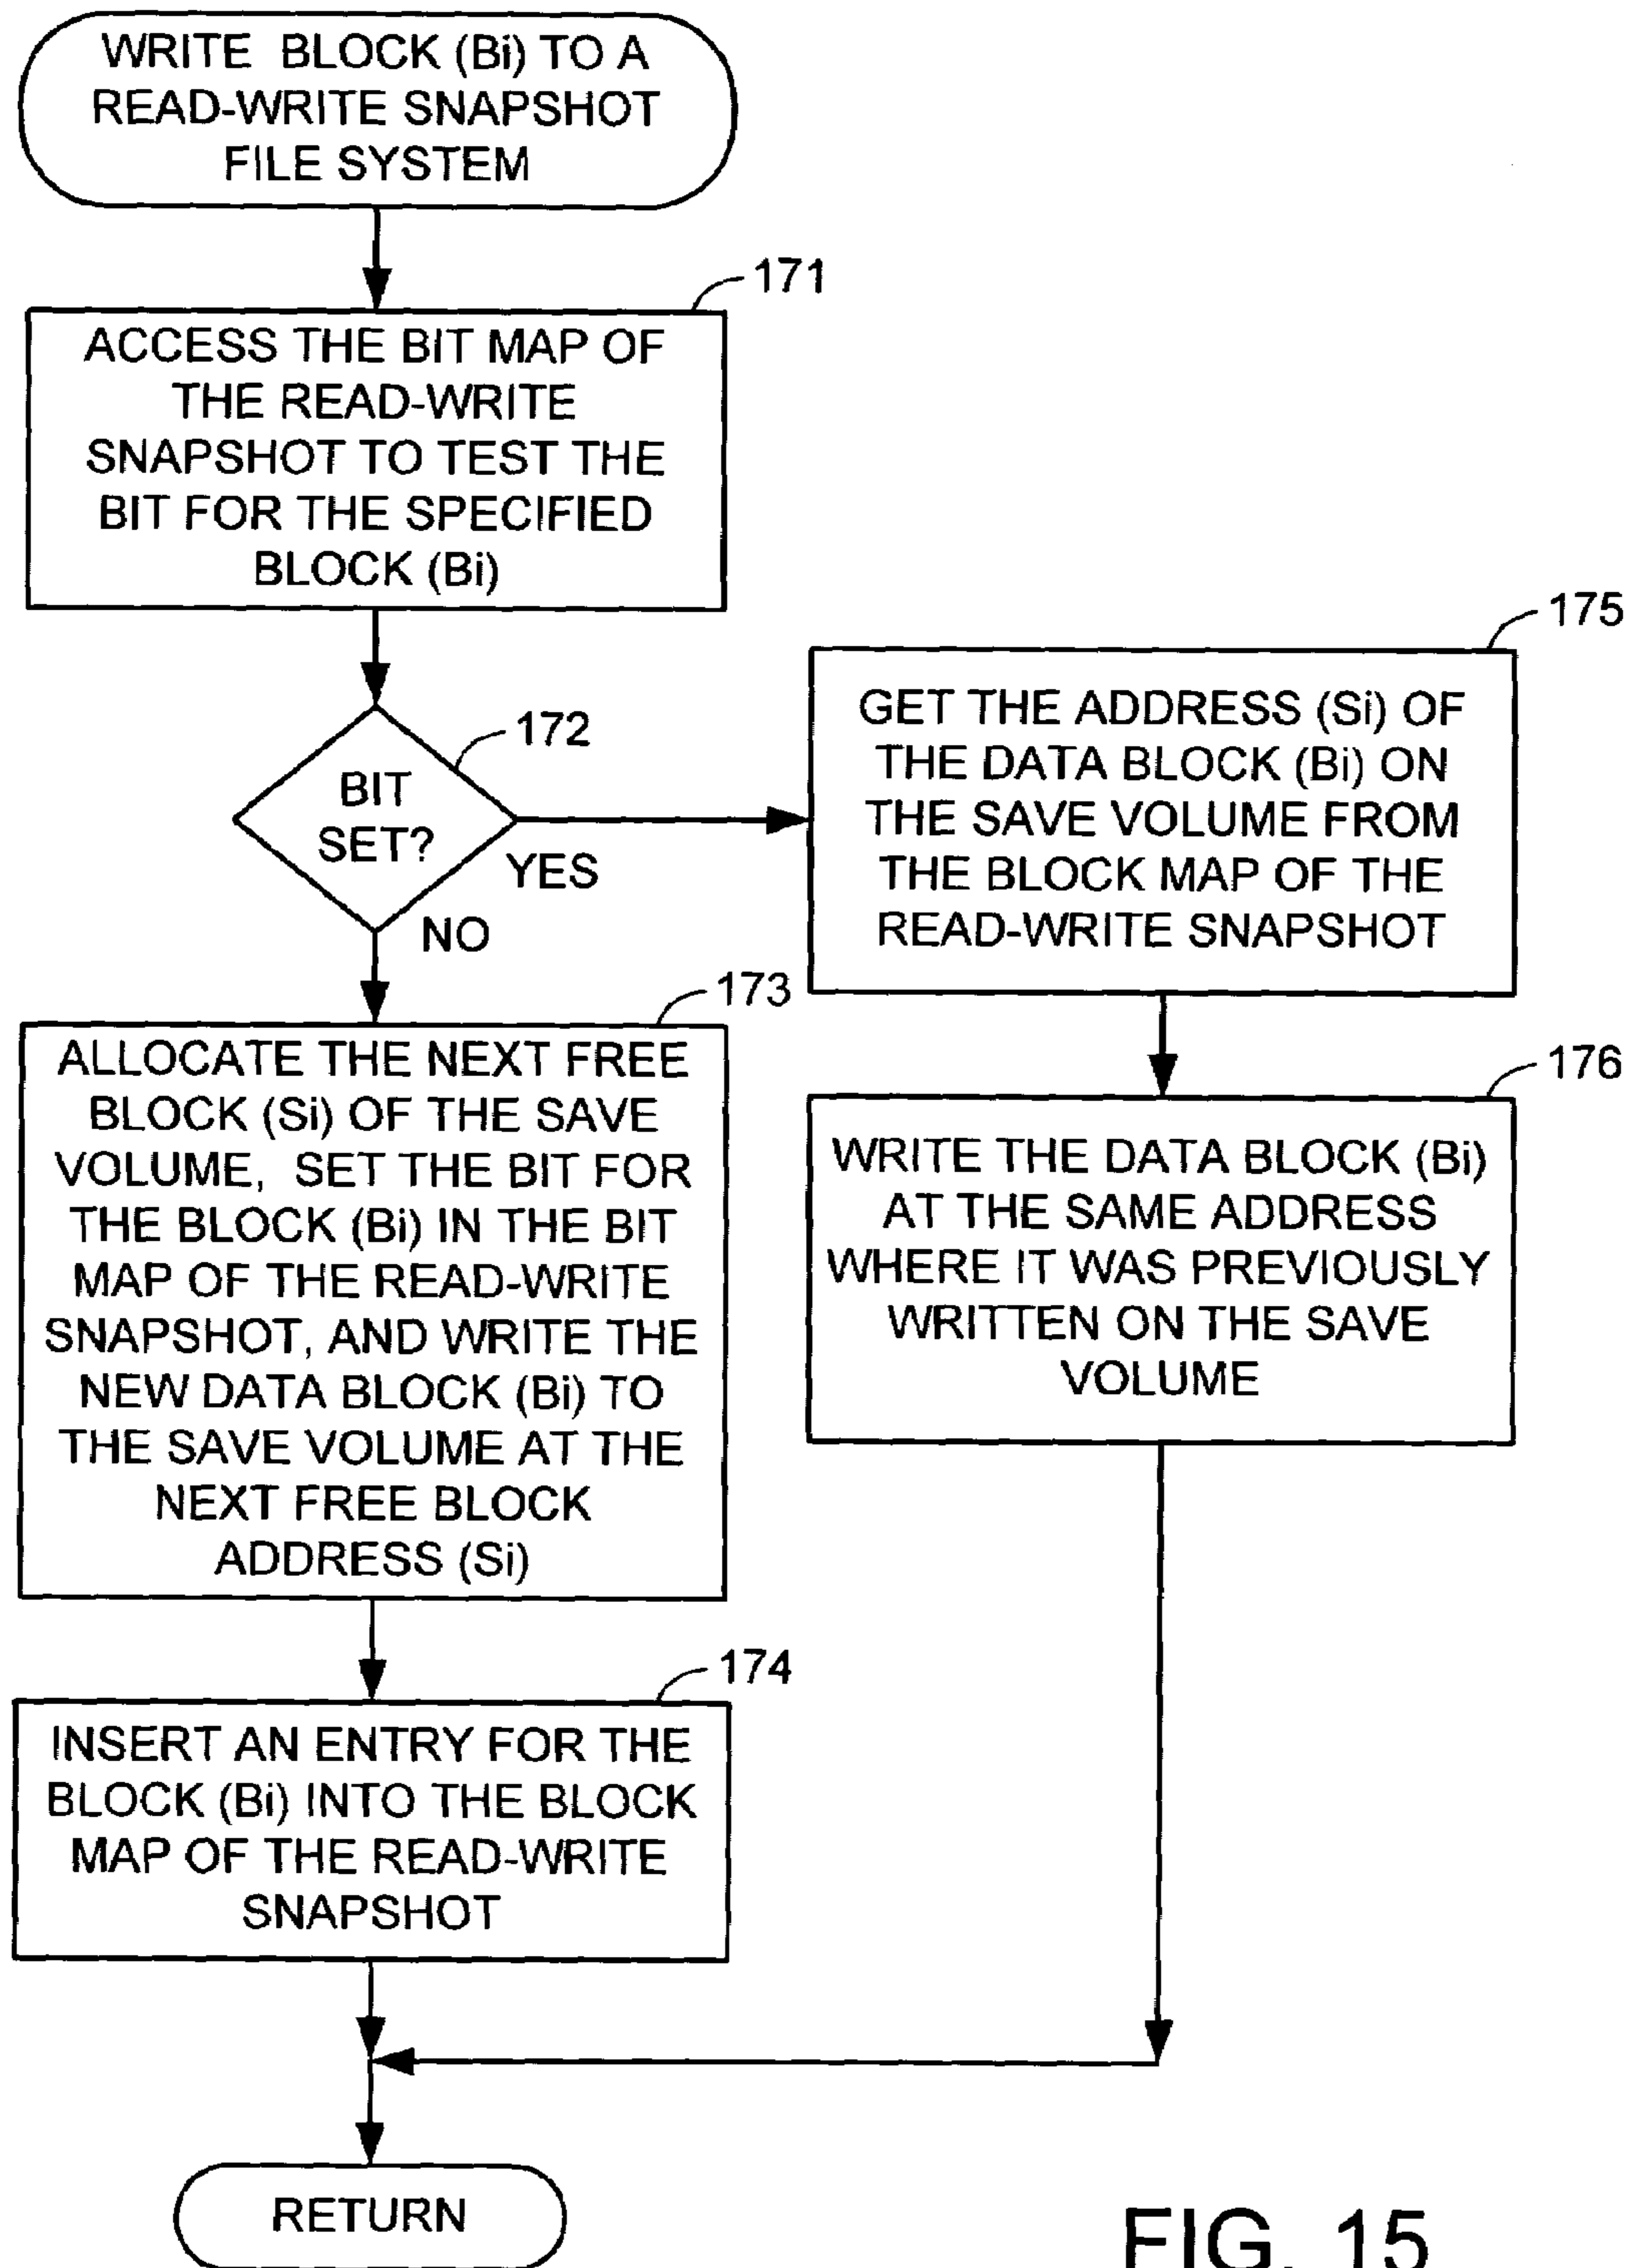 WRITE BLOCK (Bi) TO A
READ-WRITE SNAPSHOT
FILE SYSTEM
171
ACCESS THE BIT MAP OF
THE READ-WRITE
SNAPSHOT TO TEST THE
BIT FOR THE SPECIFIED
BLOCK (Bi)
172
BIT
SET?
YES
NO
173
ALLOCATE THE NEXT FREE
BLOCK (Si) OF THE SAVE
VOLUME, SET THE BIT FOR
THE BLOCK (Bi) IN THE BIT
MAP OF THE READ-WRITE
SNAPSHOT, AND WRITE THE
NEW DATA BLOCK (Bi) TO
THE SAVE VOLUME AT THE
NEXT FREE BLOCK
ADDRESS (Si)
174
INSERT AN ENTRY FOR THE
BLOCK (Bi) INTO THE BLOCK
MAP OF THE READ-WRITE
SNAPSHOT
175
GET THE ADDRESS (Si) OF
THE DATA BLOCK (Bi) ON
THE SAVE VOLUME FROM
THE BLOCK MAP OF THE
READ-WRITE SNAPSHOT
176
WRITE THE DATA BLOCK (Bi)
AT THE SAME ADDRESS
WHERE IT WAS PREVIOUSLY
WRITTEN ON THE SAVE
VOLUME
RETURN
FIG. 15